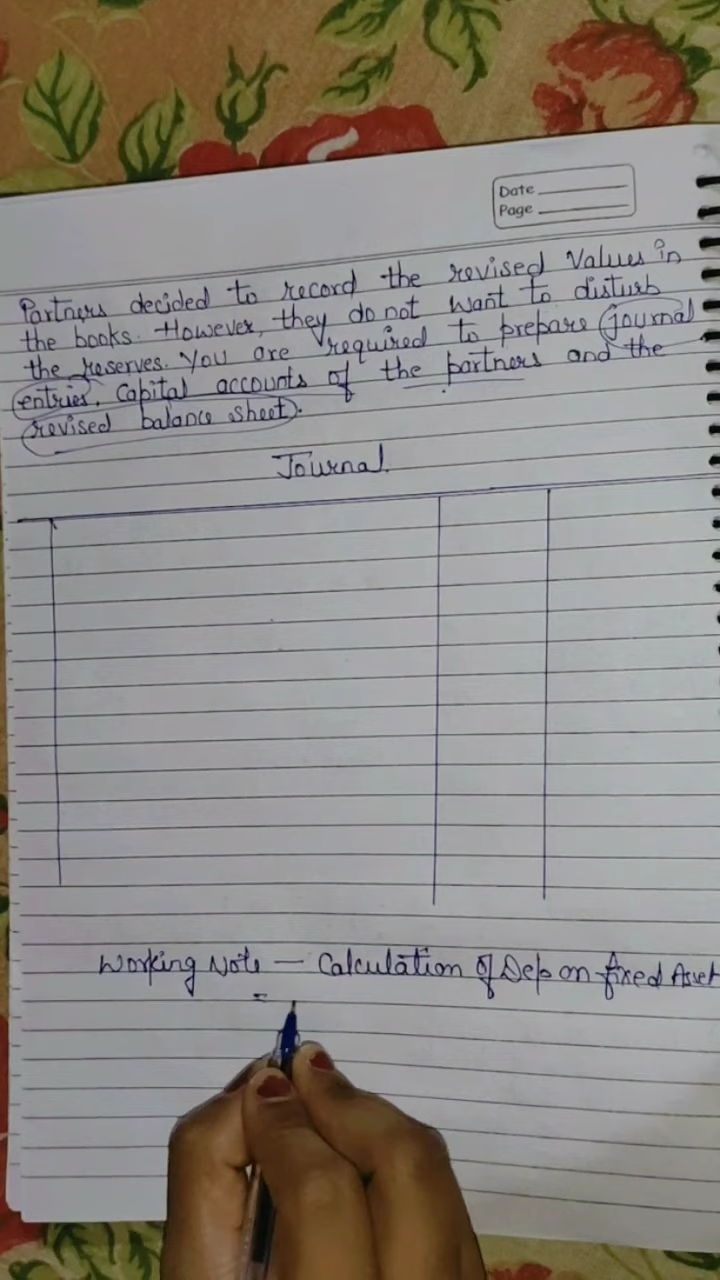 Date
Page
Partners decided to record the revised Values in
the books. However, they do not want to disturb
the reserves. You are required to prepare journal
entries. Capital accounts of the partners and the
revised balance sheet.
Journal
Working Note — Calculation of Dep on fixed Asset
=